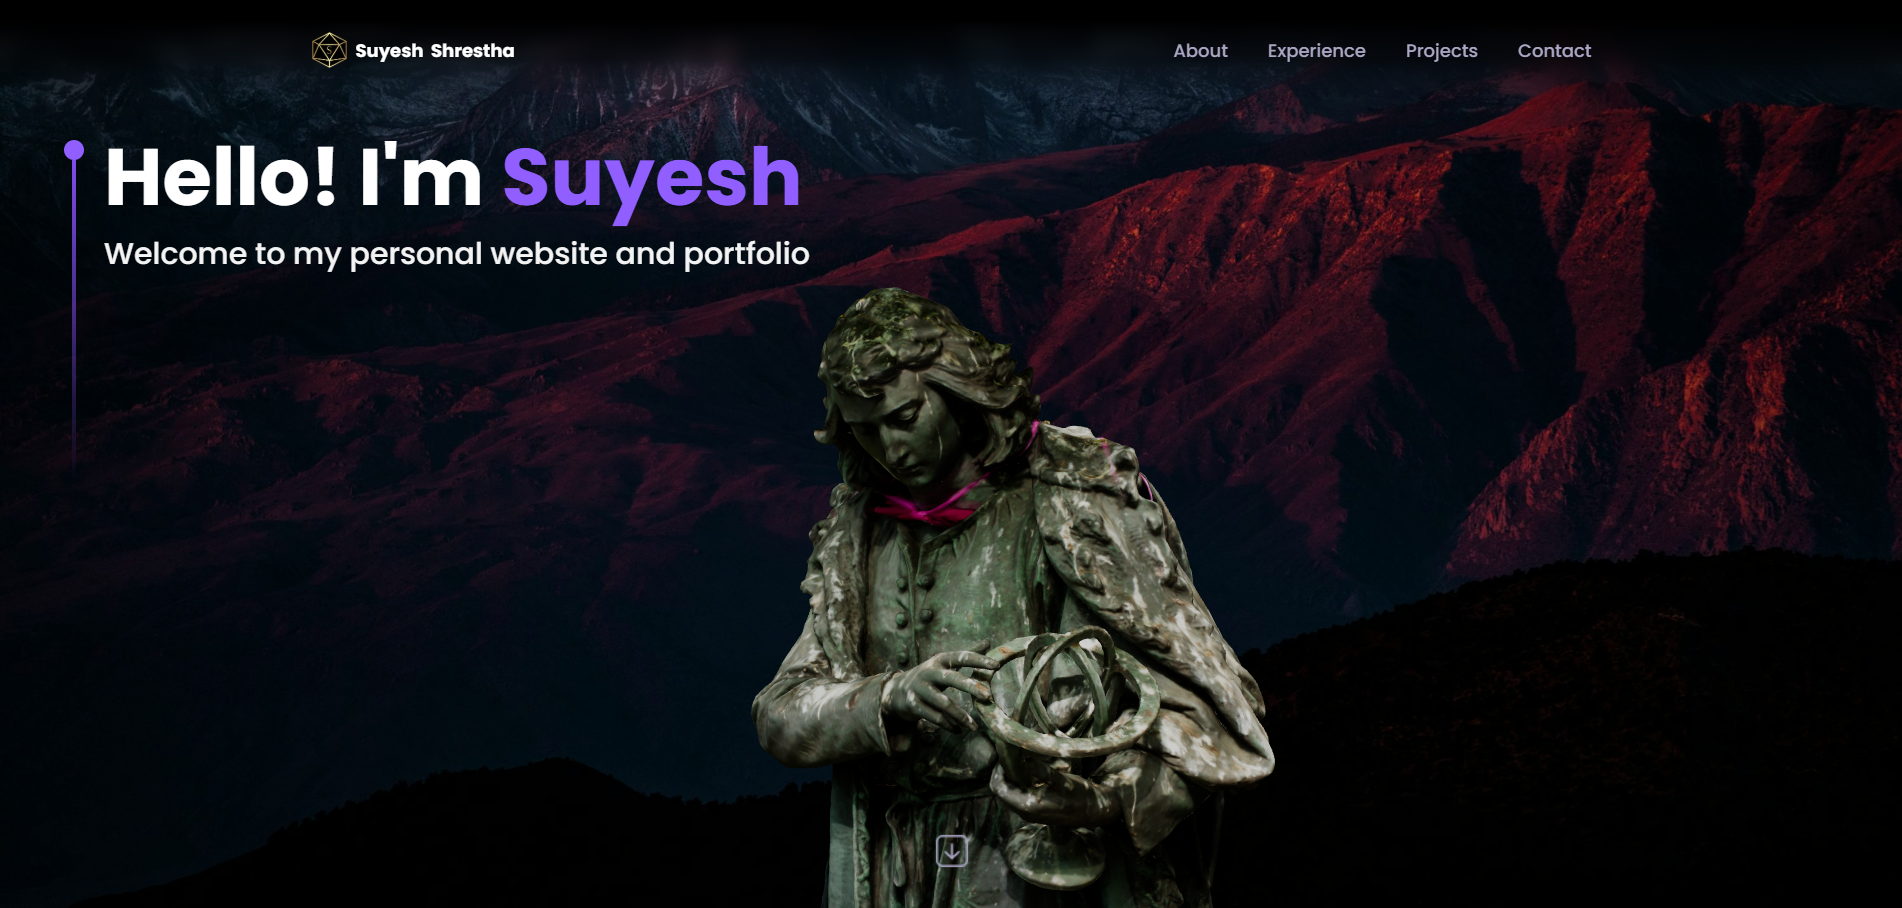 Suyesh Shrestha
About Experience Projects Contact
Hello! I'm Suyesh
Welcome to my personal website and portfolio